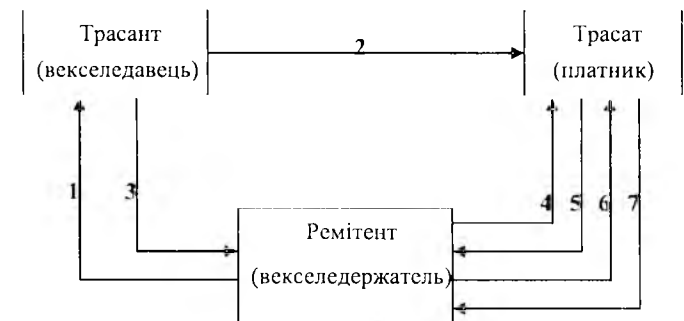 Трасант
(векселедавець)
2
Трасат
(платник)
1
3
4 5 6 7
Ремітент
(векселедержатель)